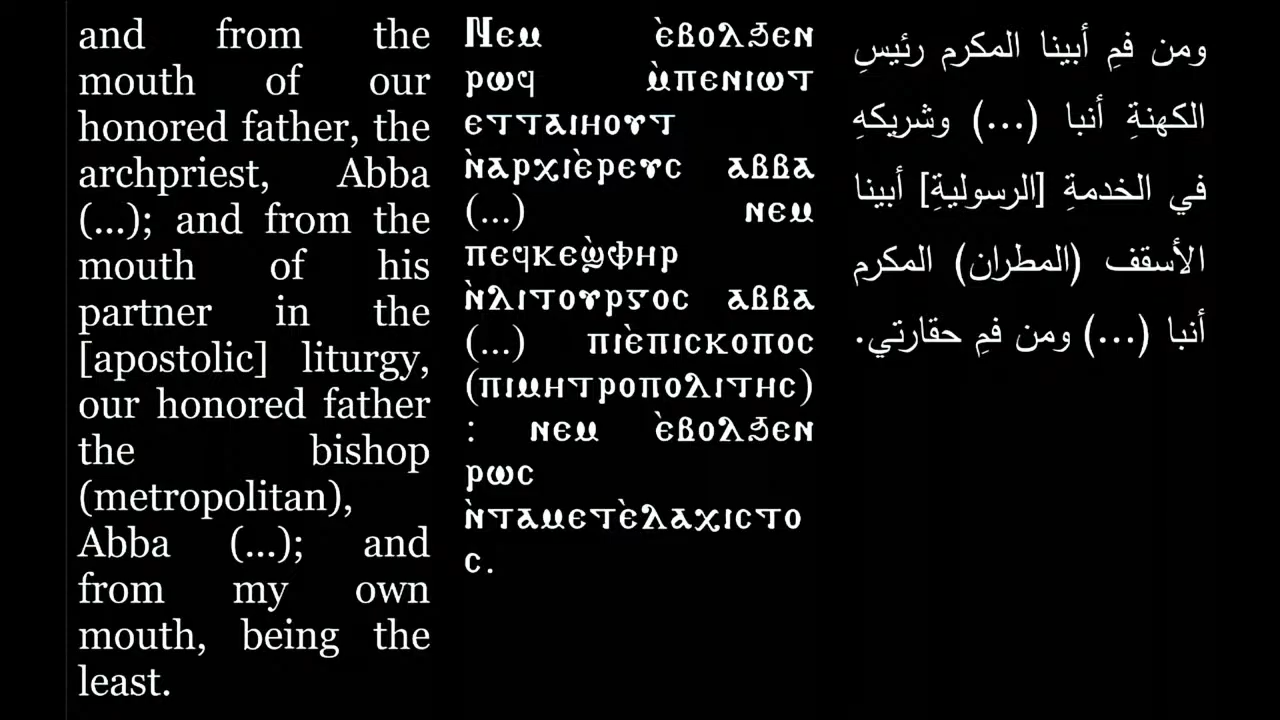 and from the
mouth of our
honored father, the
archpriest, Abba
(...); and from the
mouth of his
partner in the
[apostolic] liturgy,
our honored father
the bishop
(metropolitan),
Abba (...); and
from my own
mouth, being the
least.
Ⲛⲉⲙ ⲉ̀ⲃⲟⲗϧⲉⲛ
ⲣⲱϥ ⲙ̀ⲡⲉⲛⲓⲱⲧ
ⲉⲧⲧⲁⲓⲏⲟⲩⲧ
ⲛ̀ⲁⲣⲭⲓⲉ̀ⲣⲉⲩⲥ ⲁⲃⲃⲁ
(...) ⲛⲉⲙ
ⲡⲉϥⲕⲉϣ̀ⲫⲏⲣ
ⲛ̀ⲗⲓⲧⲟⲩⲣⲅⲟⲥ ⲁⲃⲃⲁ
(...) ⲡⲓⲉ̀ⲡⲓⲥⲕⲟⲡⲟⲥ
(ⲡⲓⲙⲏⲧⲣⲟⲡⲟⲗⲓⲧⲏⲥ)
: ⲛⲉⲙ ⲉ̀ⲃⲟⲗϧⲉⲛ
ⲣⲱⲥ
ⲛ̀ⲧⲁⲙⲉⲧⲉ̀ⲗⲁⲭⲓⲥⲧⲟ
ⲥ.
ومن فمِ أبينا المكرم رئيسِ
الكهنةِ أنبا (...) وشريكهِ
في الخدمةِ [الرسوليةِ] أبينا
الأسقف (المطران) المكرم
أنبا (...) ومن فمِ حقارتي.